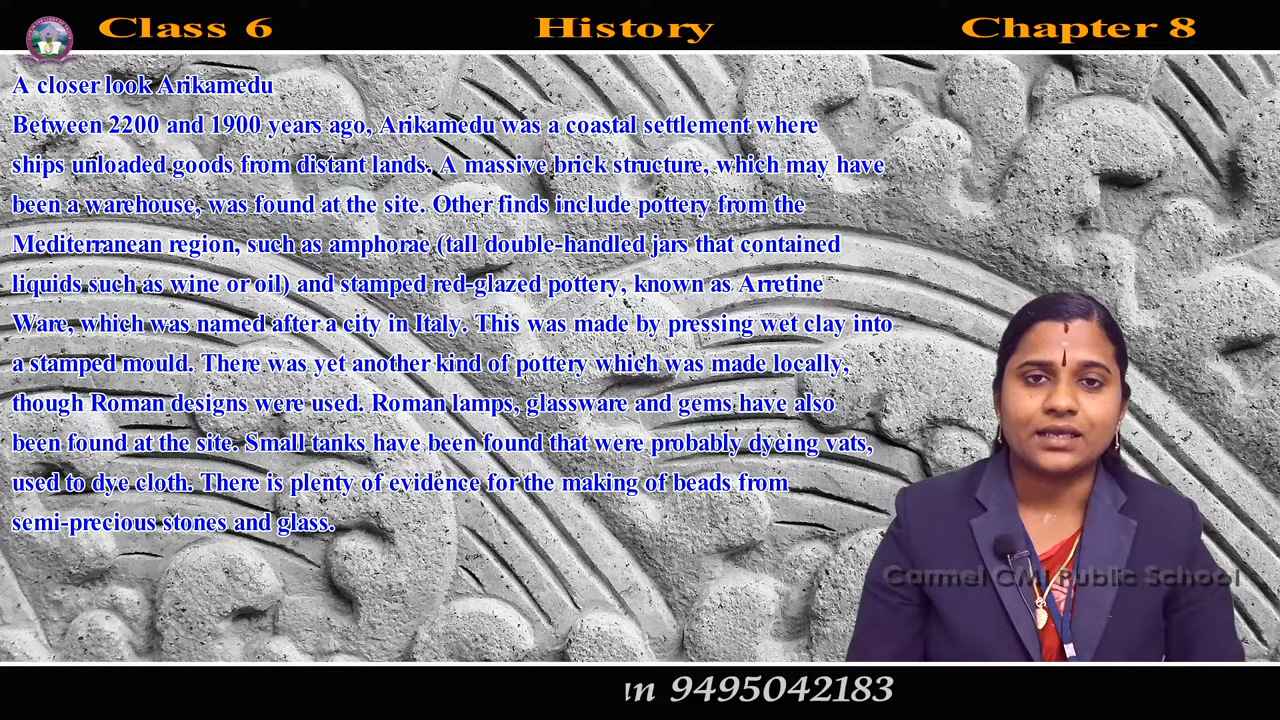 Class 6 History Chapter 8
A closer look Arikamedu
Between 2200 and 1900 years ago, Arikamedu was a coastal settlement where
ships unloaded goods from distant lands. A massive brick structure, which may have
been a warehouse, was found at the site. Other finds include pottery from the
Mediterranean region, such as amphorae (tall double-handled jars that contained
liquids such as wine or oil) and stamped red-glazed pottery, known as Arretine
Ware, which was named after a city in Italy. This was made by pressing wet clay into
a stamped mould. There was yet another kind of pottery which was made locally,
though Roman designs were used. Roman lamps, glassware and gems have also
been found at the site. Small tanks have been found that were probably dyeing vats,
used to dye cloth. There is plenty of evidence for the making of beads from
semi-precious stones and glass.
Carmel CMI Public School
in 9495042183